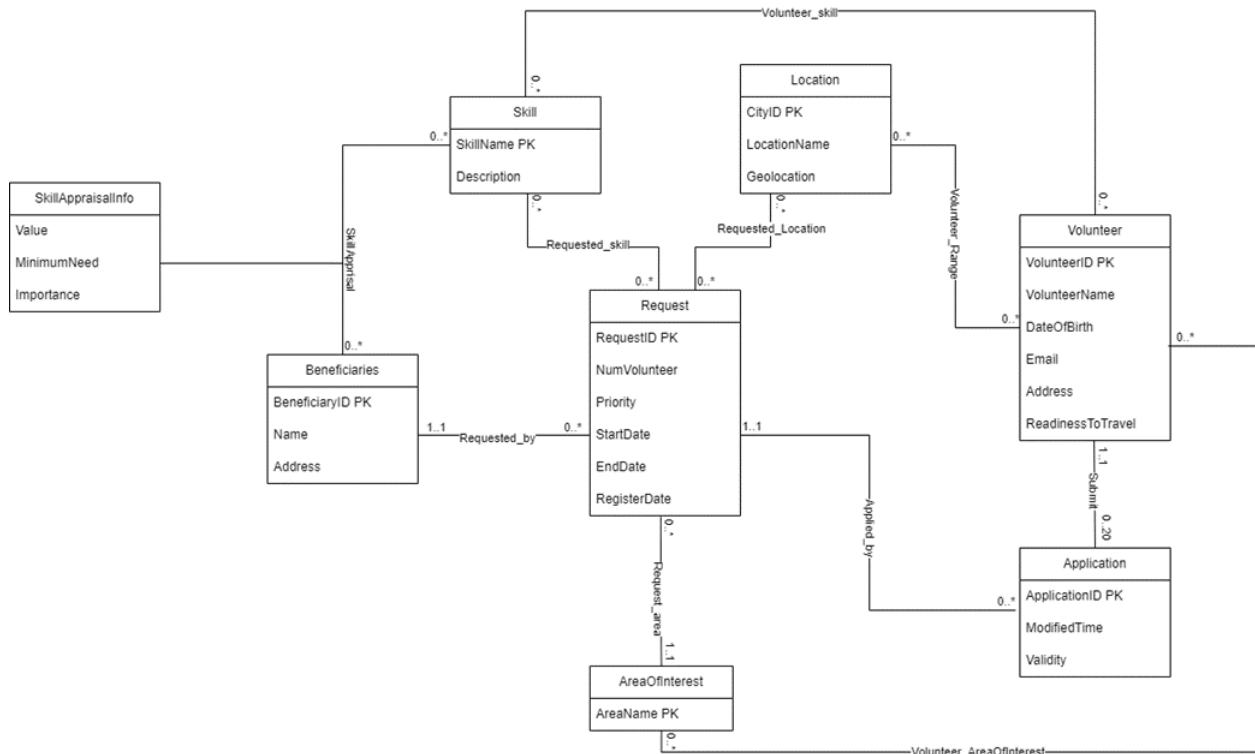 Volunteer_skill
0..*
Skill
SkillName PK
Description
0..*
0..*
Location
CityID PK
LocationName
Geolocation
0..*
0..*
SkillAppraisalInfo
Value
MinimumNeed
Importance
SkillApprisal
Requested_skill
Requested_Location
Volunteer_Range
0..*
Volunteer
VolunteerID PK
VolunteerName
DateOfBirth
Email
Address
ReadinessToTravel
0..*
0..*
1..1
0..*
0..*
Request
RequestID PK
NumVolunteer
Priority
StartDate
EndDate
RegisterDate
0..*
Beneficiaries
BeneficiaryID PK
Name
Address
1..1
Requested_by
0..*
1..1
0..*
Submit
0..20
Applied_by
Application
ApplicationID PK
ModifiedTime
Validity
0..*
Request_area
1..1
AreaOfInterest
AreaName PK
0..*
Volunteer_AreaOfInterest